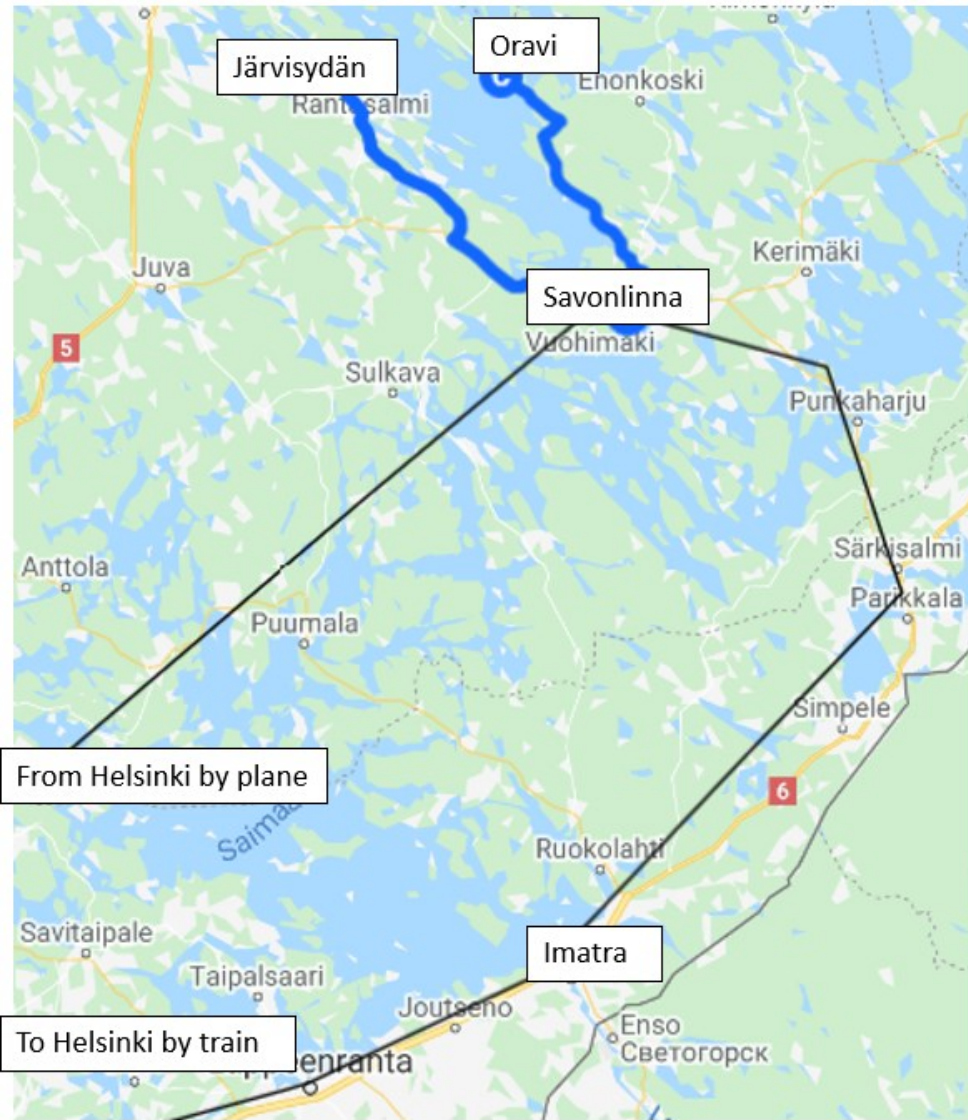 Oravi
Järvisydän
Enonkoski
Kerimäki
Juva
Savonlinna
5
Vuohimäki
Sulkava
Punkaharju
Särkisalmi
Anttola
Parikkala
Puumala
Simpele
From Helsinki by plane
6
Ruokolahti
Savitaipale
Imatra
Taipalsaari
Joutseno
Enso
Светогорск
To Helsinki by train